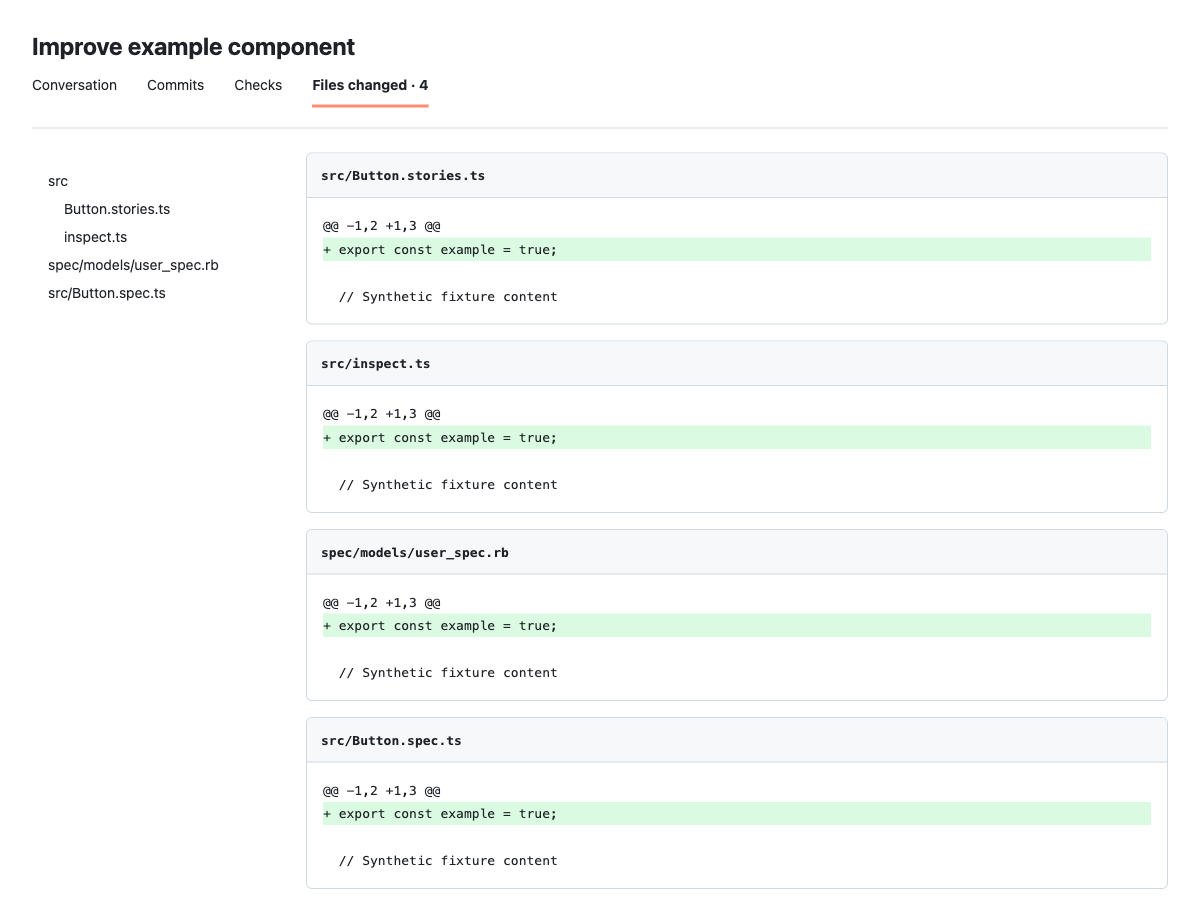 Improve example component
Conversation Commits Checks Files changed · 4
src
Button.stories.ts
inspect.ts
spec/models/user_spec.rb
src/Button.spec.ts
src/Button.stories.ts
@@ −1,2 +1,3 @@
+ export const example = true;
// Synthetic fixture content
src/inspect.ts
@@ −1,2 +1,3 @@
+ export const example = true;
// Synthetic fixture content
spec/models/user_spec.rb
@@ −1,2 +1,3 @@
+ export const example = true;
// Synthetic fixture content
src/Button.spec.ts
@@ −1,2 +1,3 @@
+ export const example = true;
// Synthetic fixture content